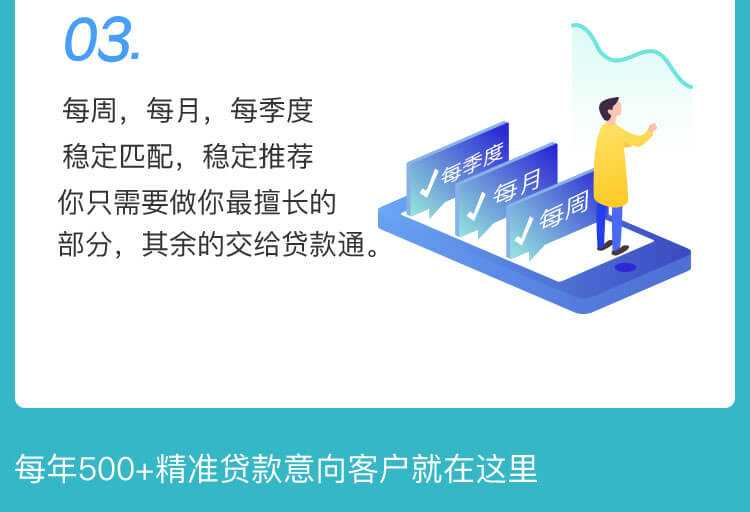 03.
每周，每月，每季度
稳定匹配，稳定推荐
你只需要做你最擅长的
部分，其余的交给贷款通。
每季度
每月
每周
每年500+精准贷款意向客户就在这里